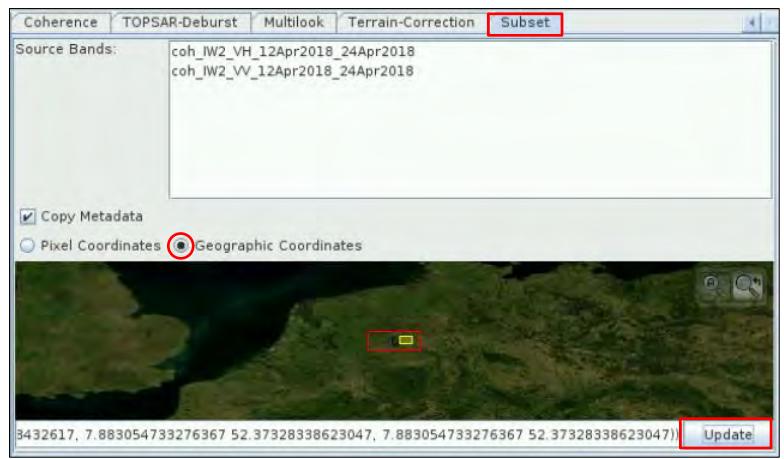 Coherence TOPSAR-Deburst Multilook Terrain-Correction Subset
Source Bands: coh_IW2_VH_12Apr2018_24Apr2018
coh_IW2_VV_12Apr2018_24Apr2018
Copy Metadata
Pixel Coordinates Geographic Coordinates
3432617, 7.883054733276367 52.37328338623047, 7.883054733276367 52.37328338623047)) Update